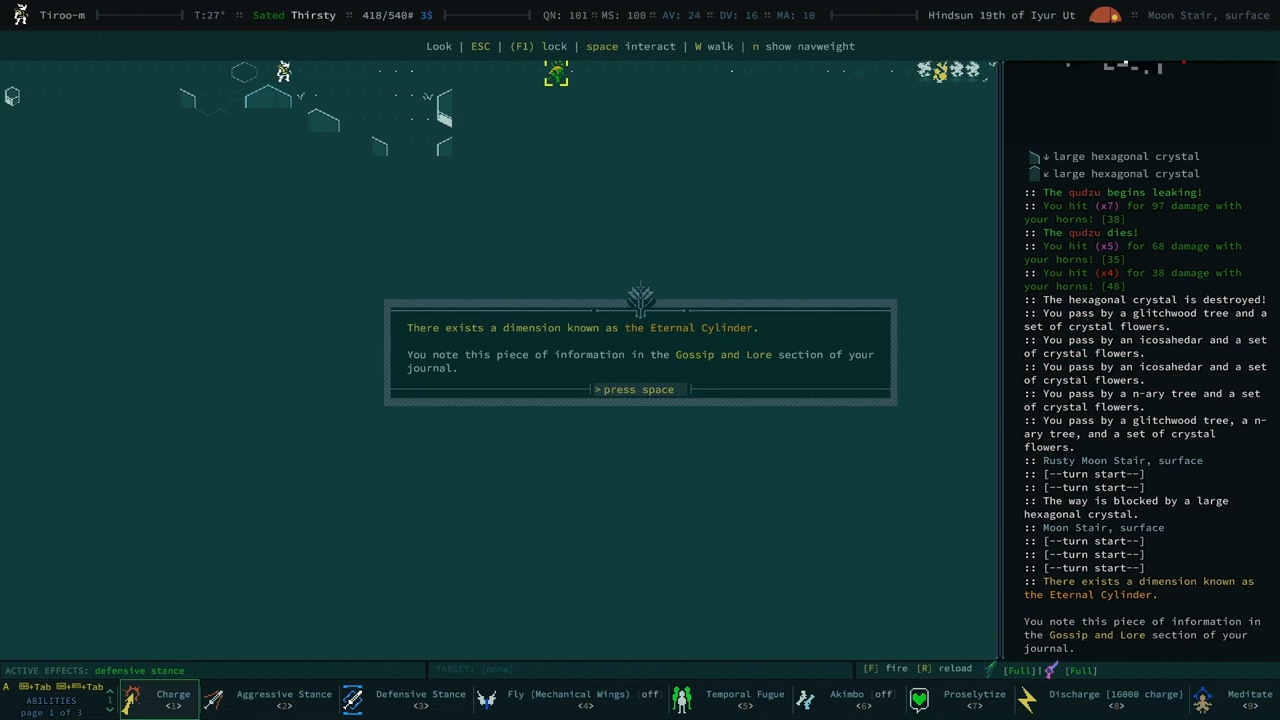 Tiroo-m T:27° :: Sated Thirsty :: 418/540# 3$ QN: 101 :: MS: 100 :: AV: 24 :: DV: 16 :: MA: 10 Hindsun 19th of Iyur Ut :: Moon Stair, surface
Look | ESC | (F1) lock | space interact | W walk | n show navweight
large hexagonal crystal
large hexagonal crystal
:: The qudzu begins leaking!
:: You hit (x7) for 97 damage with
your horns! [38]
:: The qudzu dies!
:: You hit (x5) for 68 damage with
your horns! [35]
:: You hit (x4) for 38 damage with
your horns! [48]
:: The hexagonal crystal is destroyed!
:: You pass by a glitchwood tree and a
set of crystal flowers.
:: You pass by an icosahedar and a set
of crystal flowers.
:: You pass by an icosahedar and a set
of crystal flowers.
:: You pass by a n-ary tree and a set
of crystal flowers.
:: You pass by a glitchwood tree, a n-
ary tree, and a set of crystal
flowers.
:: Rusty Moon Stair, surface
:: [--turn start--]
:: [--turn start--]
:: The way is blocked by a large
hexagonal crystal.
:: Moon Stair, surface
:: [--turn start--]
:: [--turn start--]
:: [--turn start--]
:: There exists a dimension known as
the Eternal Cylinder.
You note this piece of information in
the Gossip and Lore section of your
journal.
There exists a dimension known as the Eternal Cylinder.
You note this piece of information in the Gossip and Lore section of your
journal.
> press space
ACTIVE EFFECTS: defensive stance TARGET: [none] [F] fire [R] reload [Full] | [Full]
A Tab Tab
ABILITIES 1
page 1 of 3
Charge <1>
Aggressive Stance <2>
Defensive Stance <3>
Fly (Mechanical Wings) [off] <4>
Temporal Fugue <5>
Akimbo [off] <6>
Proselytize <7>
Discharge [16000 charge] <8>
Meditate <9>